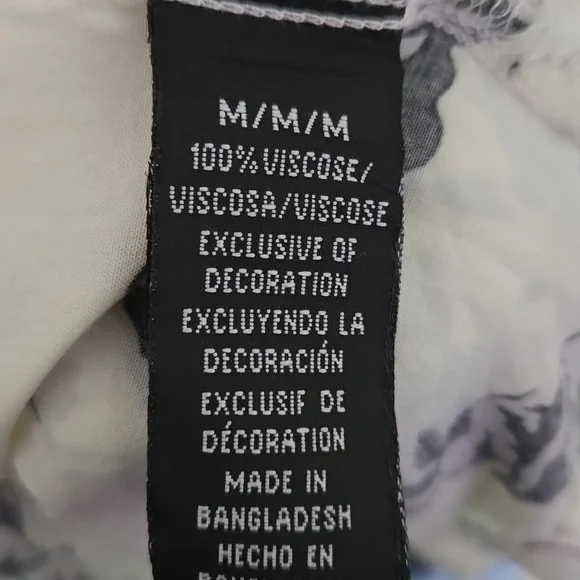 M/M/M
100% VISCOSE/
VISCOSA/VISCOSE
EXCLUSIVE OF
DECORATION
EXCLUYENDO LA
DECORACIÓN
EXCLUSIF DE
DÉCORATION
MADE IN
BANGLADESH
HECHO EN